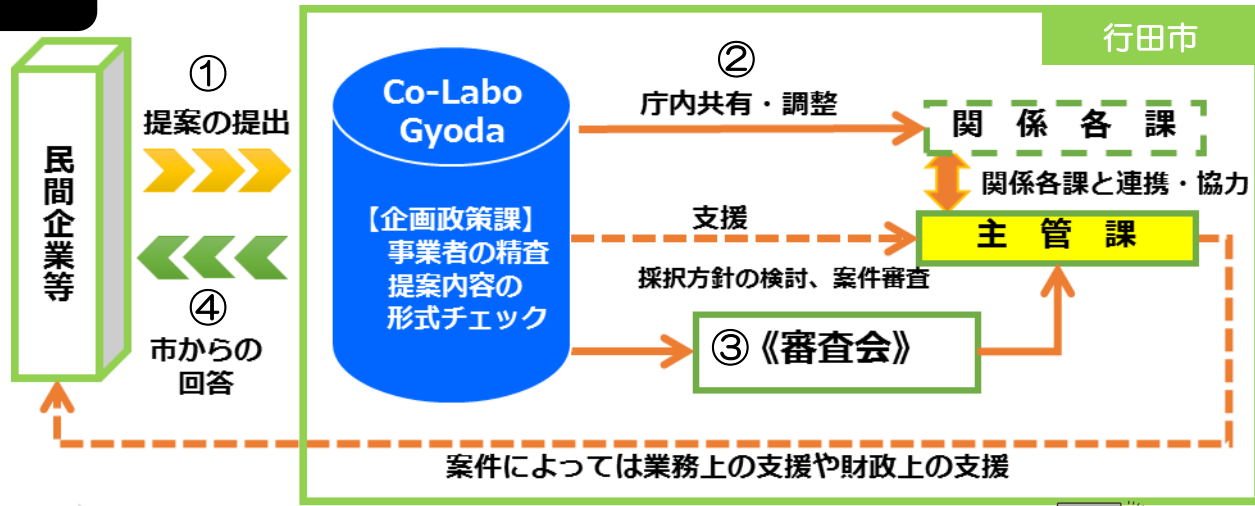 行田市
①
提案の提出
民間企業等
④
市からの
回答
Co-Labo
Gyoda
【企画政策課】
事業者の精査
提案内容の
形式チェック
②
庁内共有・調整
関係各課
関係各課と連携・協力
支援
主管課
採択方針の検討、案件審査
③《審査会》
案件によっては業務上の支援や財政上の支援